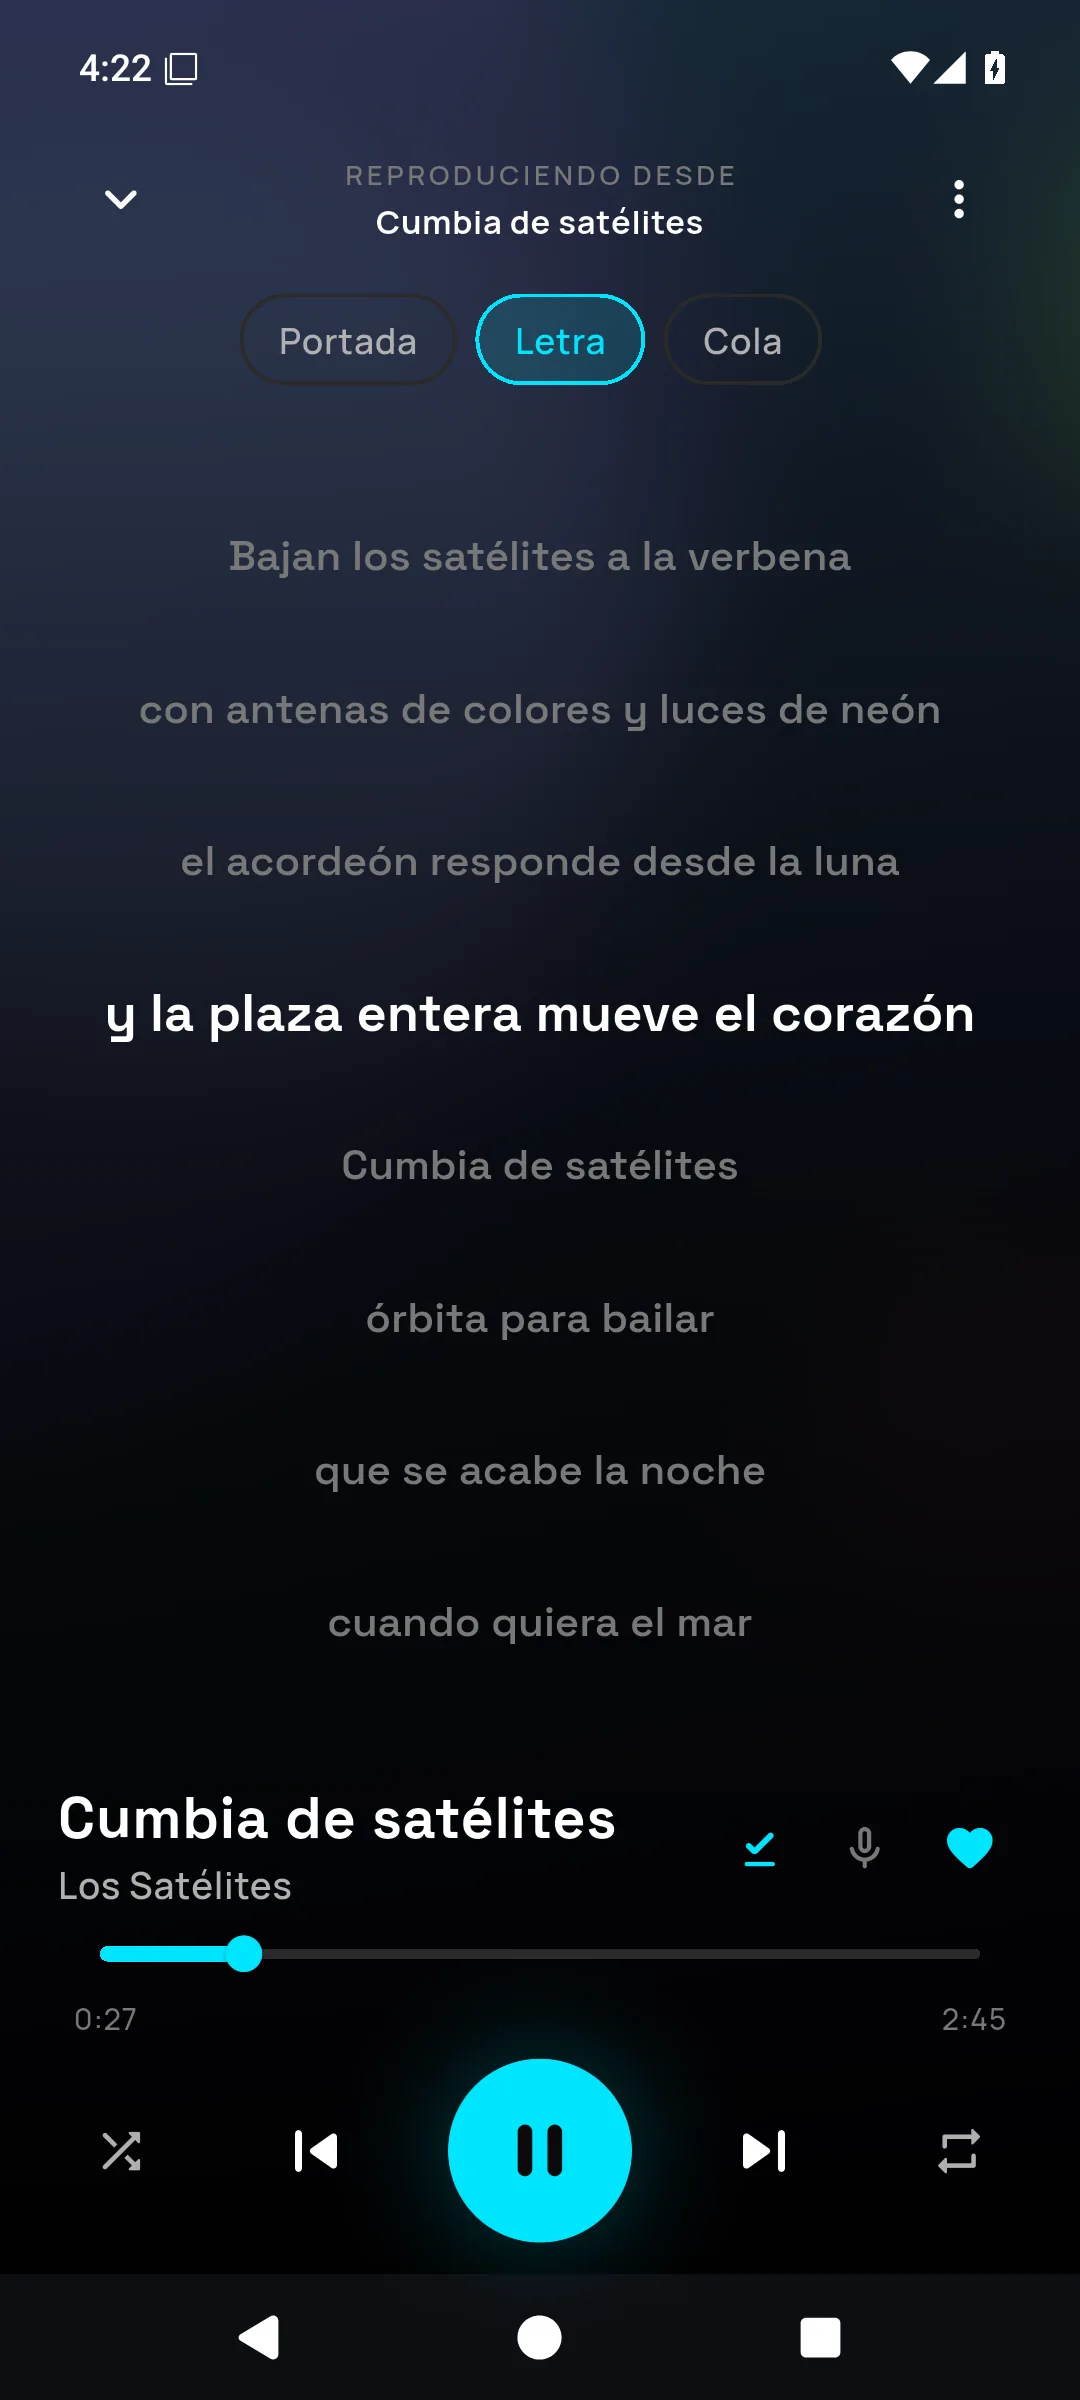 4:22
REPRODUCIENDO DESDE
Cumbia de satélites
Portada
Letra
Cola
Bajan los satélites a la verbena
con antenas de colores y luces de neón
el acordeón responde desde la luna
y la plaza entera mueve el corazón
Cumbia de satélites
órbita para bailar
que se acabe la noche
cuando quiera el mar
Cumbia de satélites
Los Satélites
0:27
2:45